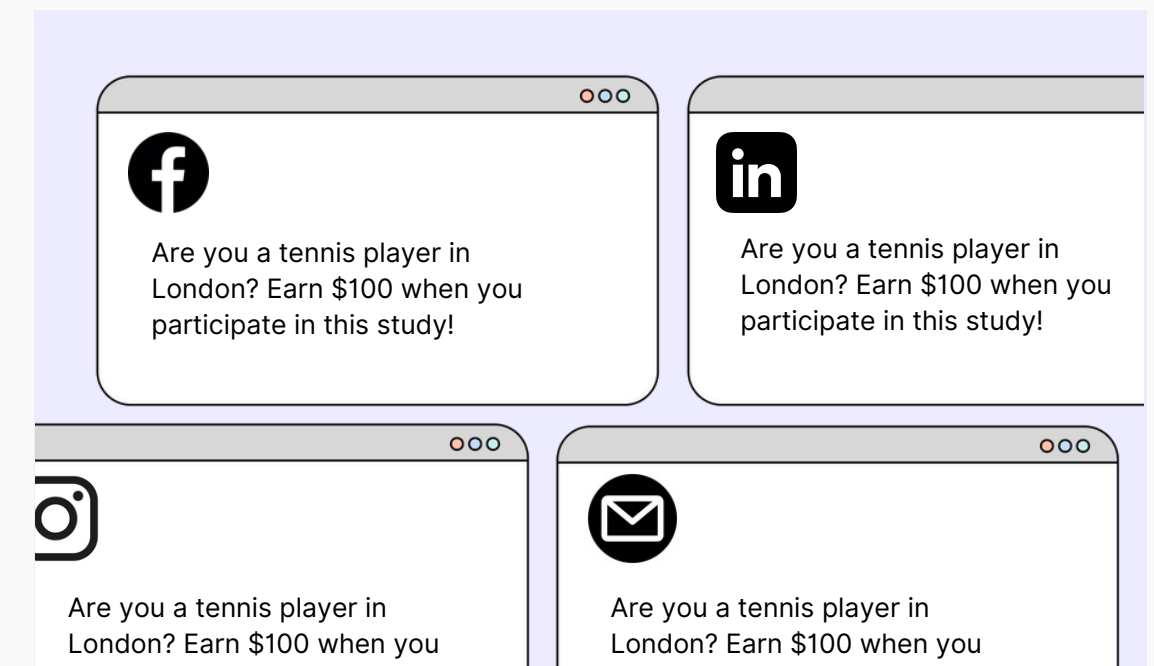 Are you a tennis player in
London? Earn $100 when you
participate in this study!
in
Are you a tennis player in
London? Earn $100 when you
participate in this study!
Are you a tennis player in
London? Earn $100 when you
Are you a tennis player in
London? Earn $100 when you